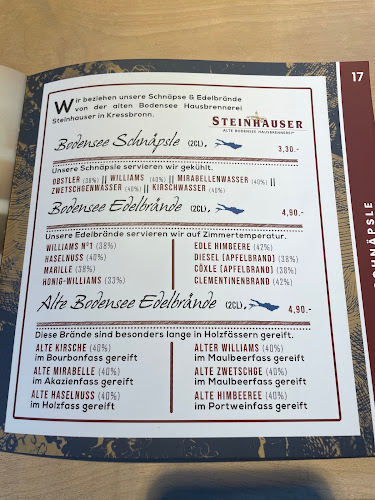 17
Wir beziehen unsere Schnäpse & Edelbrände
von der alten Bodensee Hausbrennerei
Steinhauser in Kressbronn.
STEINHAUSER
ALTE BODENSEE HAUSBRENNEREI
Bodensee Schnäpsle (2CL), 3,30.-
Unsere Schnäpse servieren wir gekühlt.
OBSTLER (38%) || WILLIAMS (40%) || MIRABELLENWASSER (40%) ||
ZWETSCHGENWASSER (40%) || KIRSCHWASSER (40%)
Bodensee Edelbrände (2CL), 4,90.-
Unsere Edelbrände servieren wir auf Zimmertemperatur.
WILLIAMS N°1 (38%)
HASELNUSS (40%)
MARILLE (38%)
HONIG-WILLIAMS (33%)
EDLE HIMBEERE (42%)
DIESEL (APFELBRAND) (38%)
COXLE (APFELBRAND) (38%)
CLEMENTINENBRAND (42%)
Alte Bodensee Edelbrände (2CL), 4,90.-
Diese Brände sind besonders lange in Holzfässern gereift.
ALTE KIRSCHE (40%)
im Bourbonfass gereift
ALTE MIRABELLE (40%)
im Akazienfass gereift
ALTE HASELNUSS (40%)
im Holzfass gereift
ALTER WILLIAMS (40%)
im Maulbeerfass gereift
ALTE ZWETSCHGE (40%)
im Maulbeerfass gereift
ALTE HIMBEEREE (40%)
im Portweinfass gereift
SCHNÄPSLE